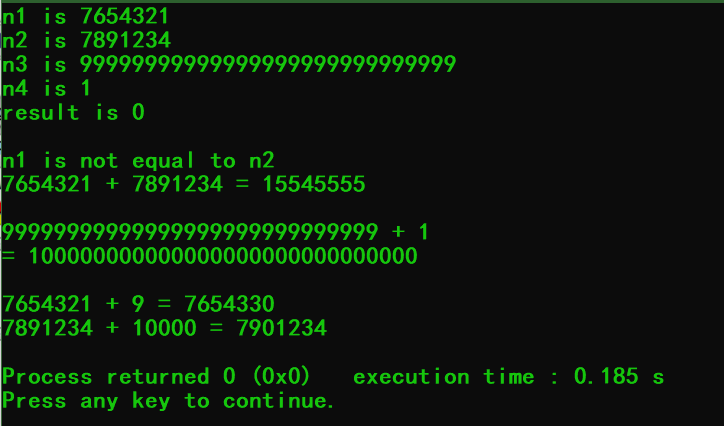 n1 is 7654321
n2 is 7891234
n3 is 99999999999999999999999999999
n4 is 1
result is 0
n1 is not equal to n2
7654321 + 7891234 = 15545555
99999999999999999999999999999 + 1
= 100000000000000000000000000000
7654321 + 9 = 7654330
7891234 + 10000 = 7901234
Process returned 0 (0x0)   execution time : 0.185 s
Press any key to continue.